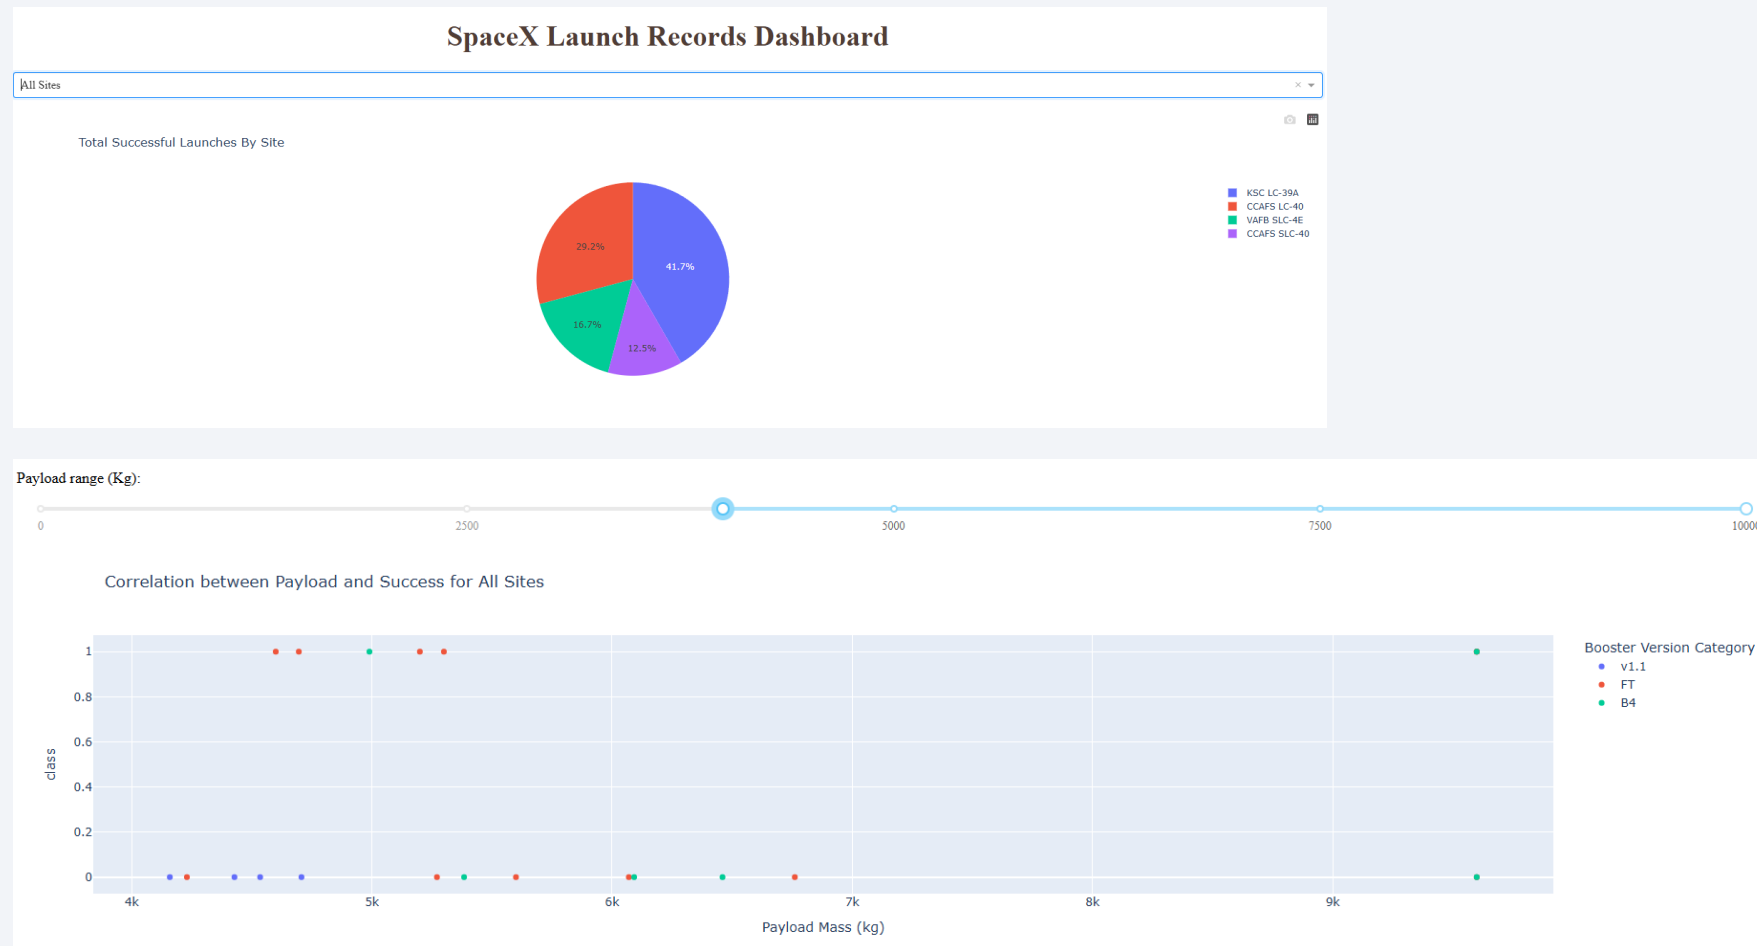 SpaceX Launch Records Dashboard
All Sites
Total Successful Launches By Site
KSC LC-39A
CCAFS LC-40
VAFB SLC-4E
CCAFS SLC-40
29.2%
41.7%
16.7%
12.5%
Payload range (Kg):
0 2500 5000 7500 10000
Correlation between Payload and Success for All Sites
Booster Version Category
v1.1
FT
B4
1
0.8
0.6
0.4
0.2
0
class
4k 5k 6k 7k 8k 9k
Payload Mass (kg)